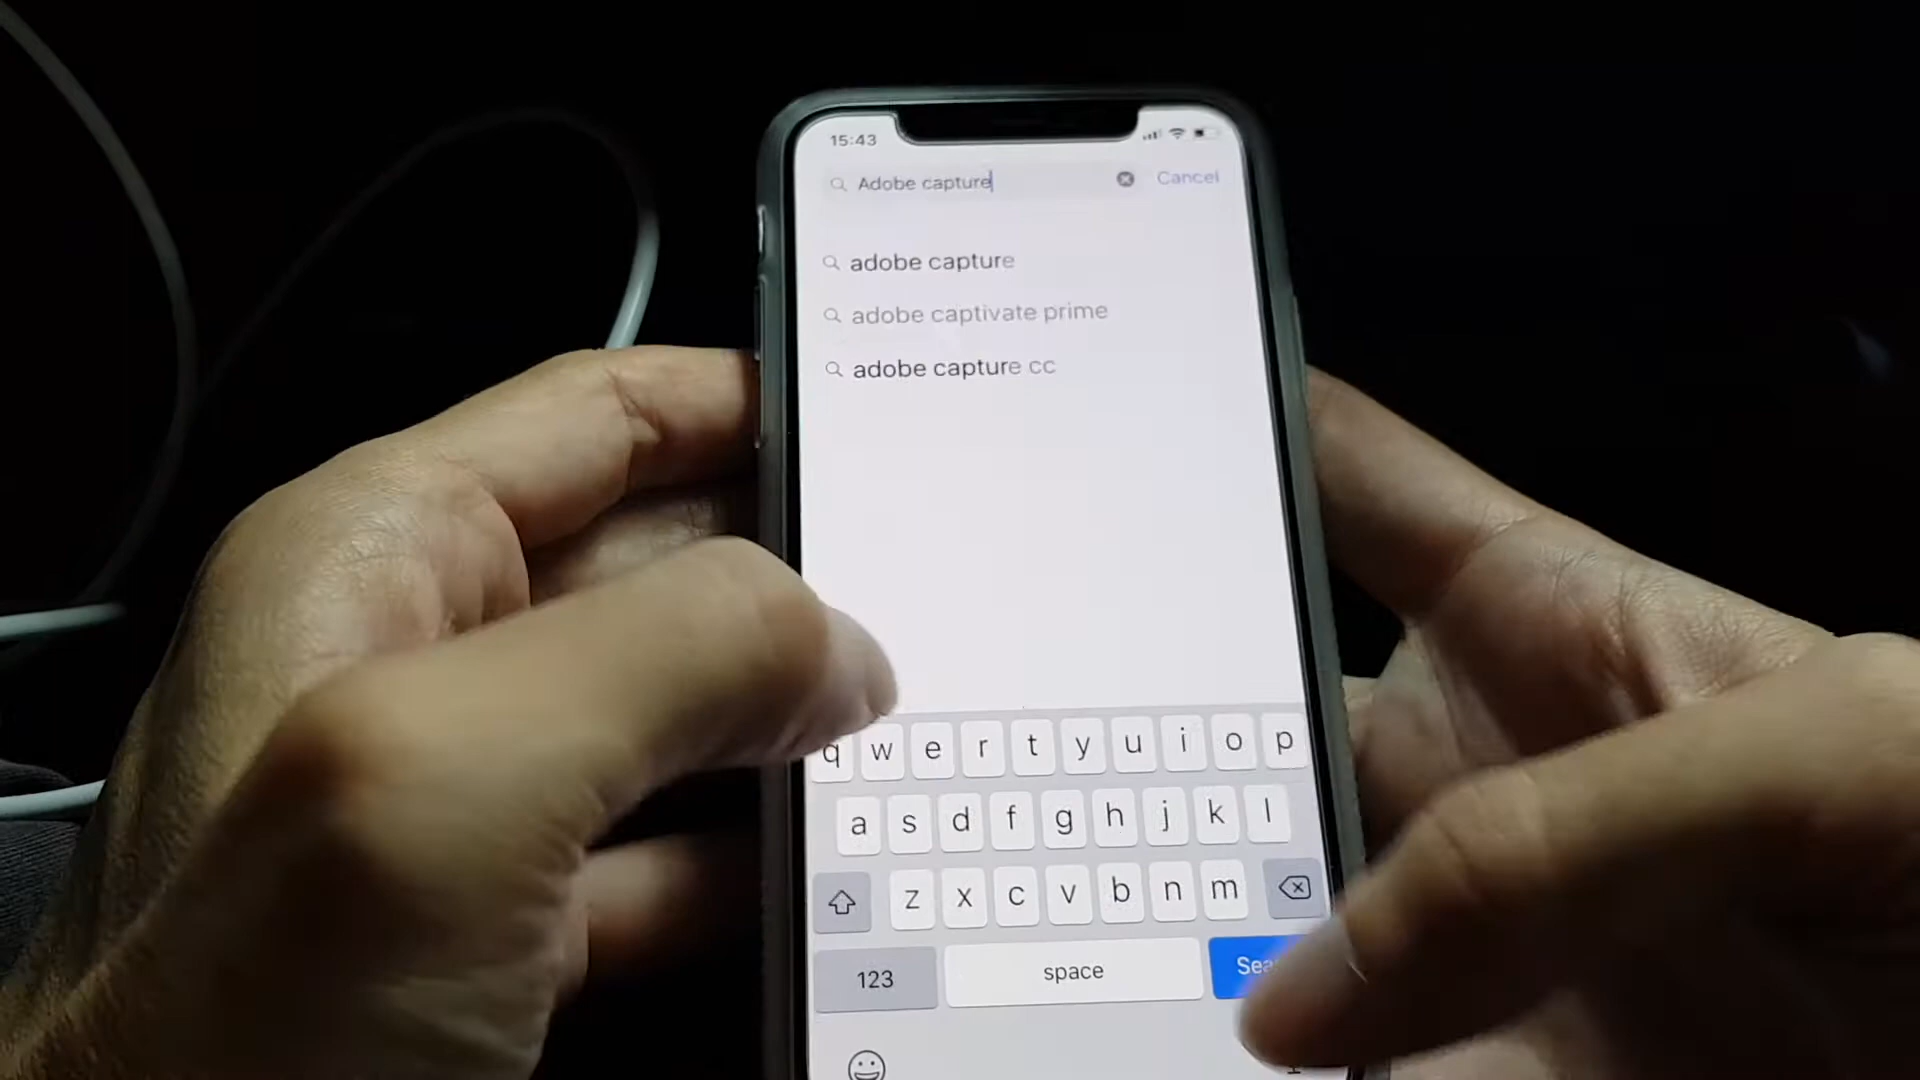 15:43
Adobe capture
Cancel
adobe capture
adobe captivate prime
adobe capture cc
q w e r t y u i o p
a s d f g h j k l
z x c v b n m
123 space